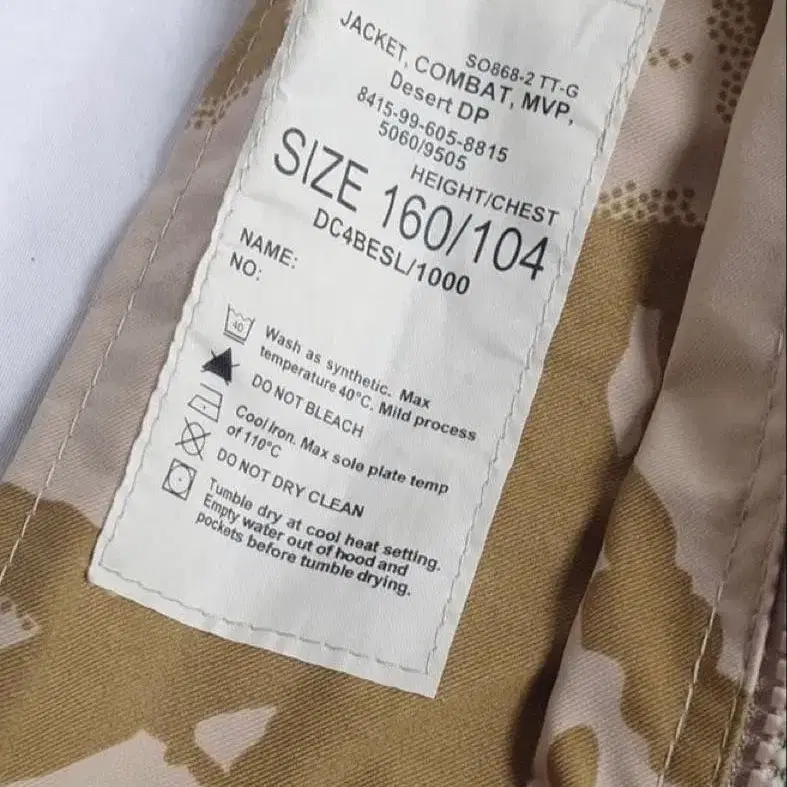 SO868-2 TT-G
JACKET, COMBAT, MVP,
Desert DP
8415-99-605-8815
5060/9505
HEIGHT/CHEST
SIZE 160/104
DC4BESL/1000
NAME:
NO:
40
Wash as synthetic. Max
temperature 40°C. Mild process
DO NOT BLEACH
Cool Iron. Max sole plate temp
of 110°C
DO NOT DRY CLEAN
Tumble dry at cool heat setting.
Empty water out of hood and
pockets before tumble drying.